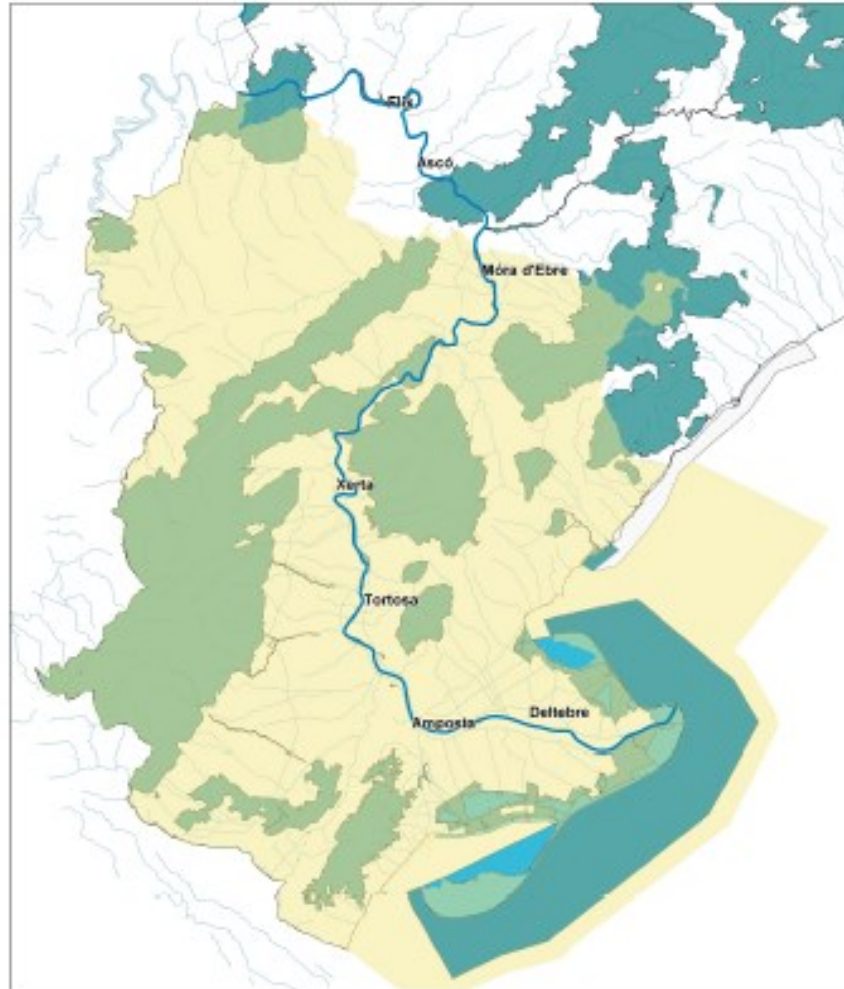 Flix
Ascó
Móra d'Ebre
Xerta
Tortosa
Deltebre
Amposta